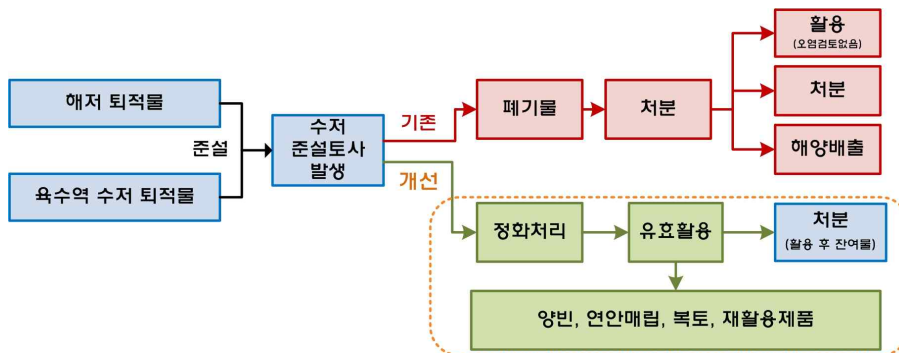 해저 퇴적물
육수역 수저 퇴적물
준설
수저
준설토사
발생
기존
개선
폐기물
처분
활용
(오염검토없음)
처분
해양배출
정화처리
유효활용
처분
(활용 후 잔여물)
양빈, 연안매립, 복토, 재활용제품